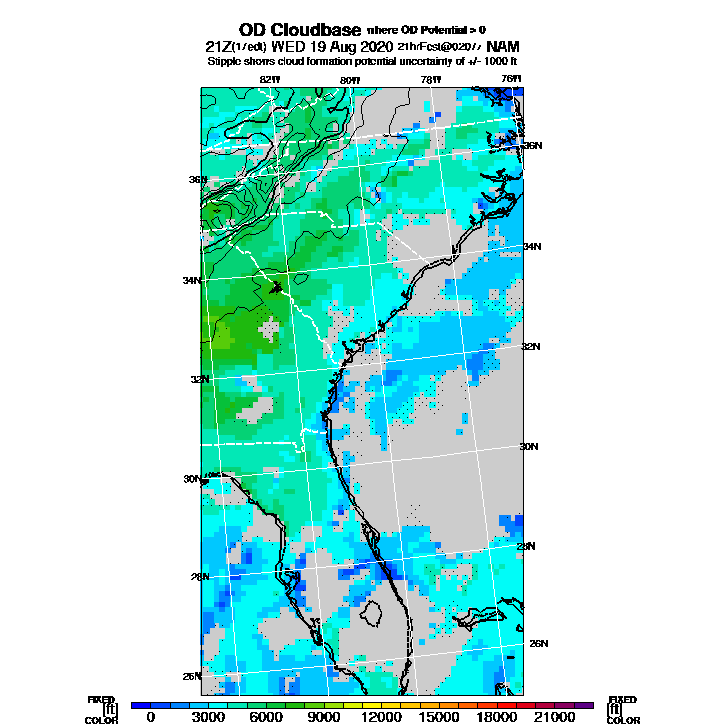 OD Cloudbase where OD Potential > 0
21Z(17edt) WED 19 Aug 2020 21hrFcst@0207z NAM
Stipple shows cloud formation potential uncertainty of +/- 1000 ft
82W 80W 78W 76W
36N
36N
34N
34N
32N
32N
30N
30N
28N
28N
26N
26N
FIXED FIXED
[ft] [ft]
COLOR COLOR
0 3000 6000 9000 12000 15000 18000 21000